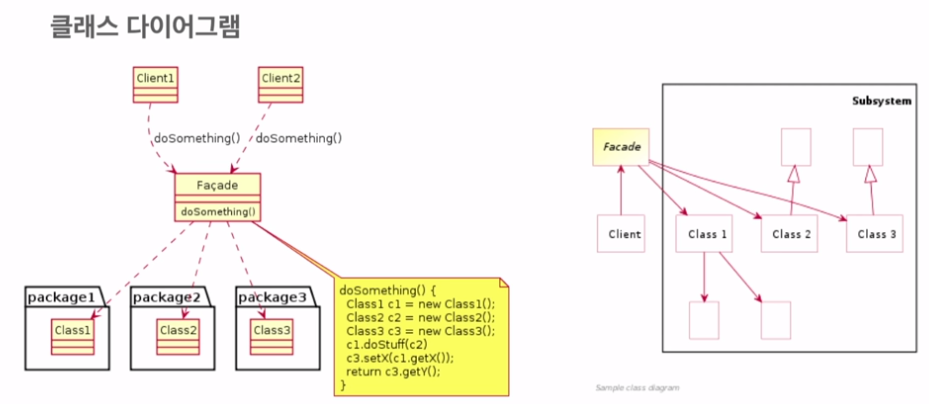 클래스 다이어그램
Client1
Client2
doSomething()
doSomething()
Façade
doSomething()
package1
package2
package3
Class1
Class2
Class3
doSomething() {
Class1 c1 = new Class1();
Class2 c2 = new Class2();
Class3 c3 = new Class3();
c1.doStuff(c2)
c3.setX(c1.getX());
return c3.getY();
}
Subsystem
Facade
Client
Class 1
Class 2
Class 3
Sample class diagram